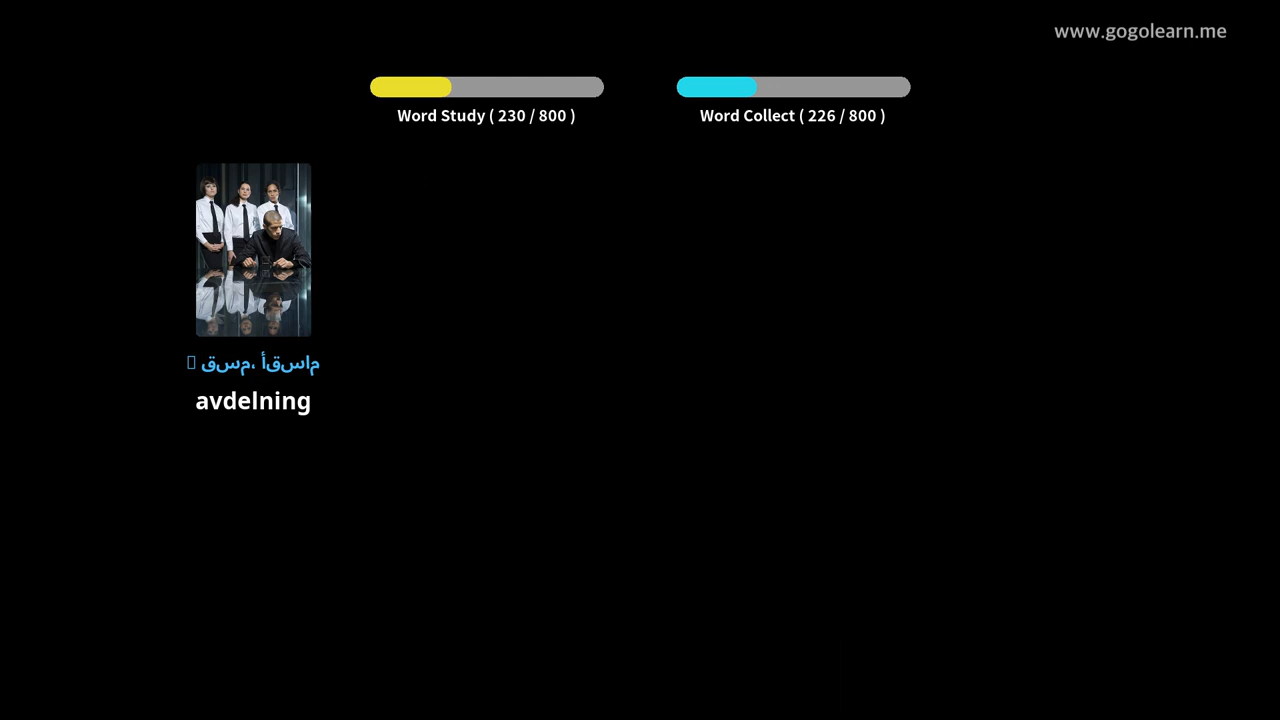 www.gogolearn.me
Word Study ( 230 / 800 )
Word Collect ( 226 / 800 )
قسم، أقسام
avdelning